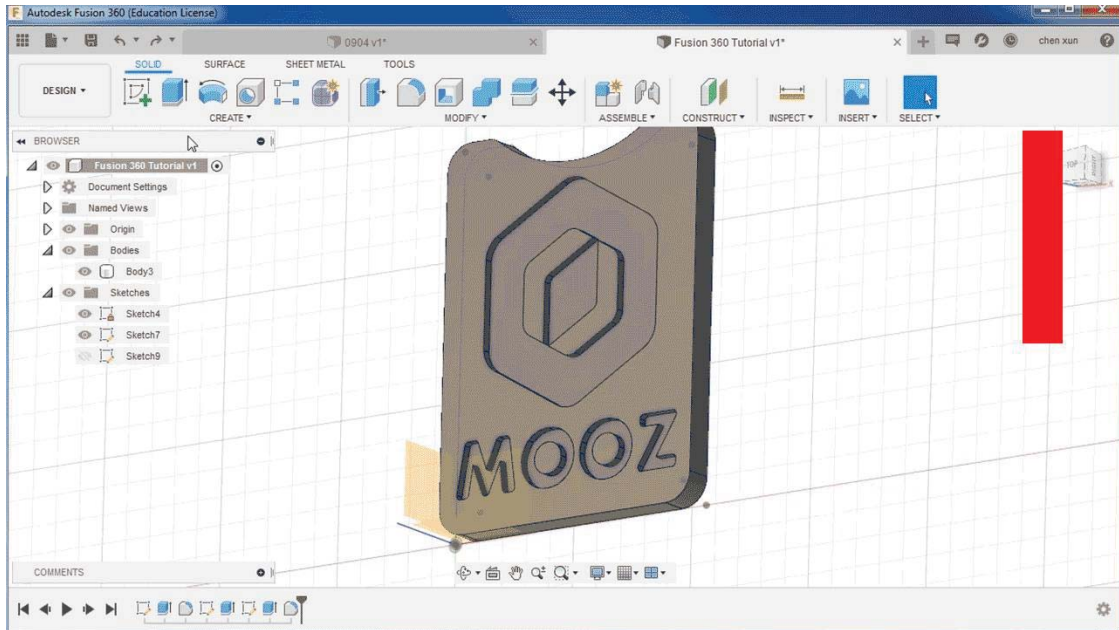 Autodesk Fusion 360 (Education License)
0904 v1*
Fusion 360 Tutorial v1*
chen xun
DESIGN
SOLID SURFACE SHEET METAL TOOLS
CREATE MODIFY ASSEMBLE CONSTRUCT INSPECT INSERT SELECT
BROWSER
Fusion 360 Tutorial v1
Document Settings
Named Views
Origin
Bodies
Body3
Sketches
Sketch4
Sketch7
Sketch9
TOP
MOOZ
COMMENTS